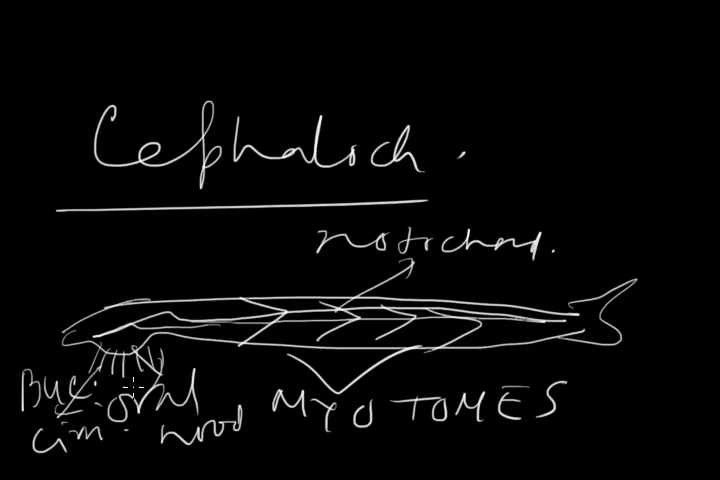 Cephaloch.
notochord.
Buc.
cirri.
oral
hood
MYOTOMES